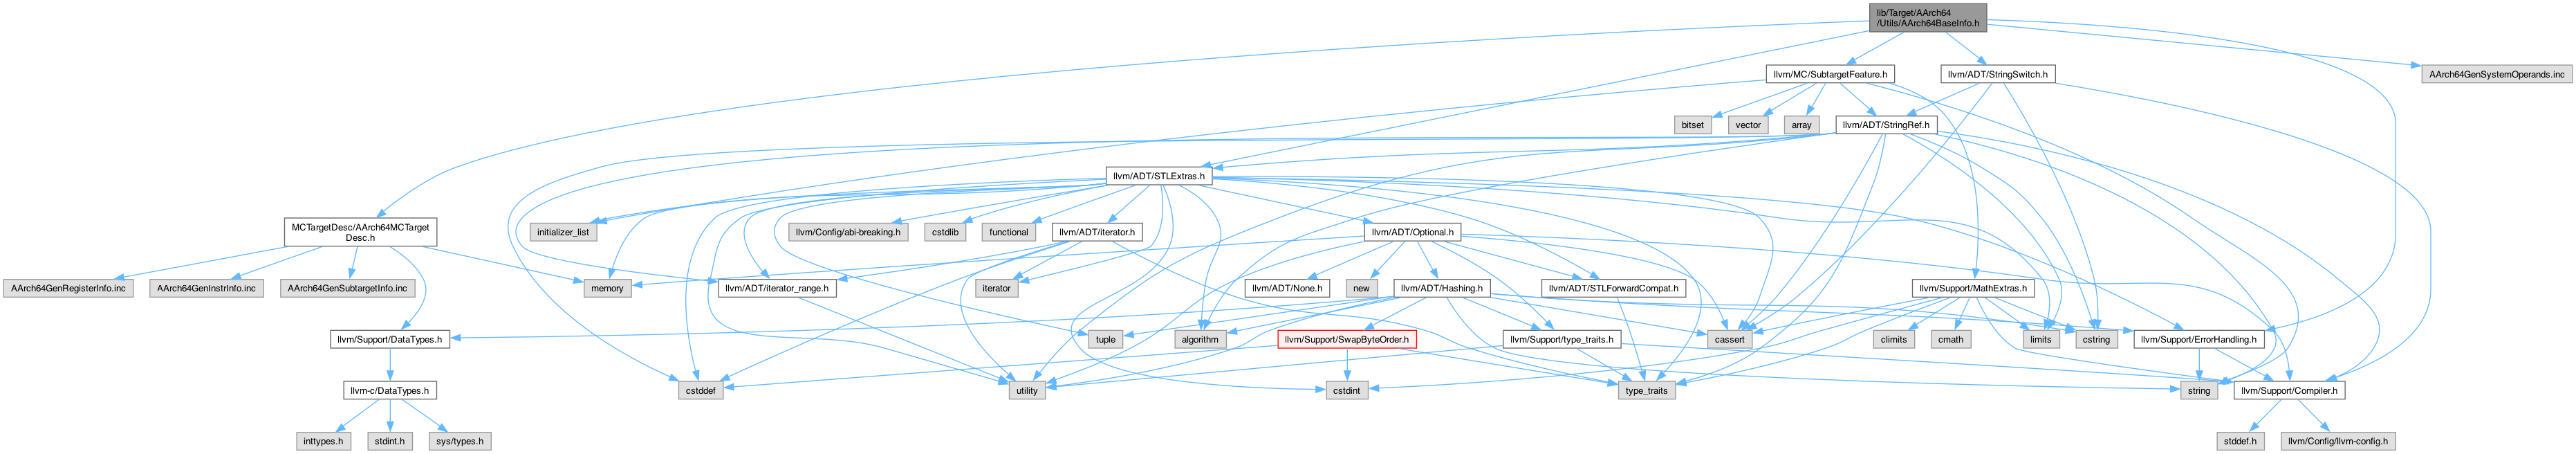 lib/Target/AArch64
/Utils/AArch64BaseInfo.h
llvm/MC/SubtargetFeature.h
llvm/ADT/StringSwitch.h
AArch64GenSystemOperands.inc
bitset
vector
array
llvm/ADT/StringRef.h
llvm/ADT/STLExtras.h
MCTargetDesc/AArch64MCTarget
Desc.h
initializer_list
llvm/Config/abi-breaking.h
cstdlib
functional
llvm/ADT/iterator.h
llvm/ADT/Optional.h
AArch64GenRegisterInfo.inc
AArch64GenInstrInfo.inc
AArch64GenSubtargetInfo.inc
memory
llvm/ADT/iterator_range.h
iterator
llvm/ADT/None.h
new
llvm/ADT/Hashing.h
llvm/ADT/STLForwardCompat.h
llvm/Support/MathExtras.h
llvm/Support/DataTypes.h
tuple
algorithm
llvm/Support/SwapByteOrder.h
llvm/Support/type_traits.h
cassert
climits
cmath
limits
cstring
llvm/Support/ErrorHandling.h
llvm-c/DataTypes.h
cstddef
utility
cstdint
type_traits
string
llvm/Support/Compiler.h
inttypes.h
stdint.h
sys/types.h
stddef.h
llvm/Config/llvm-config.h